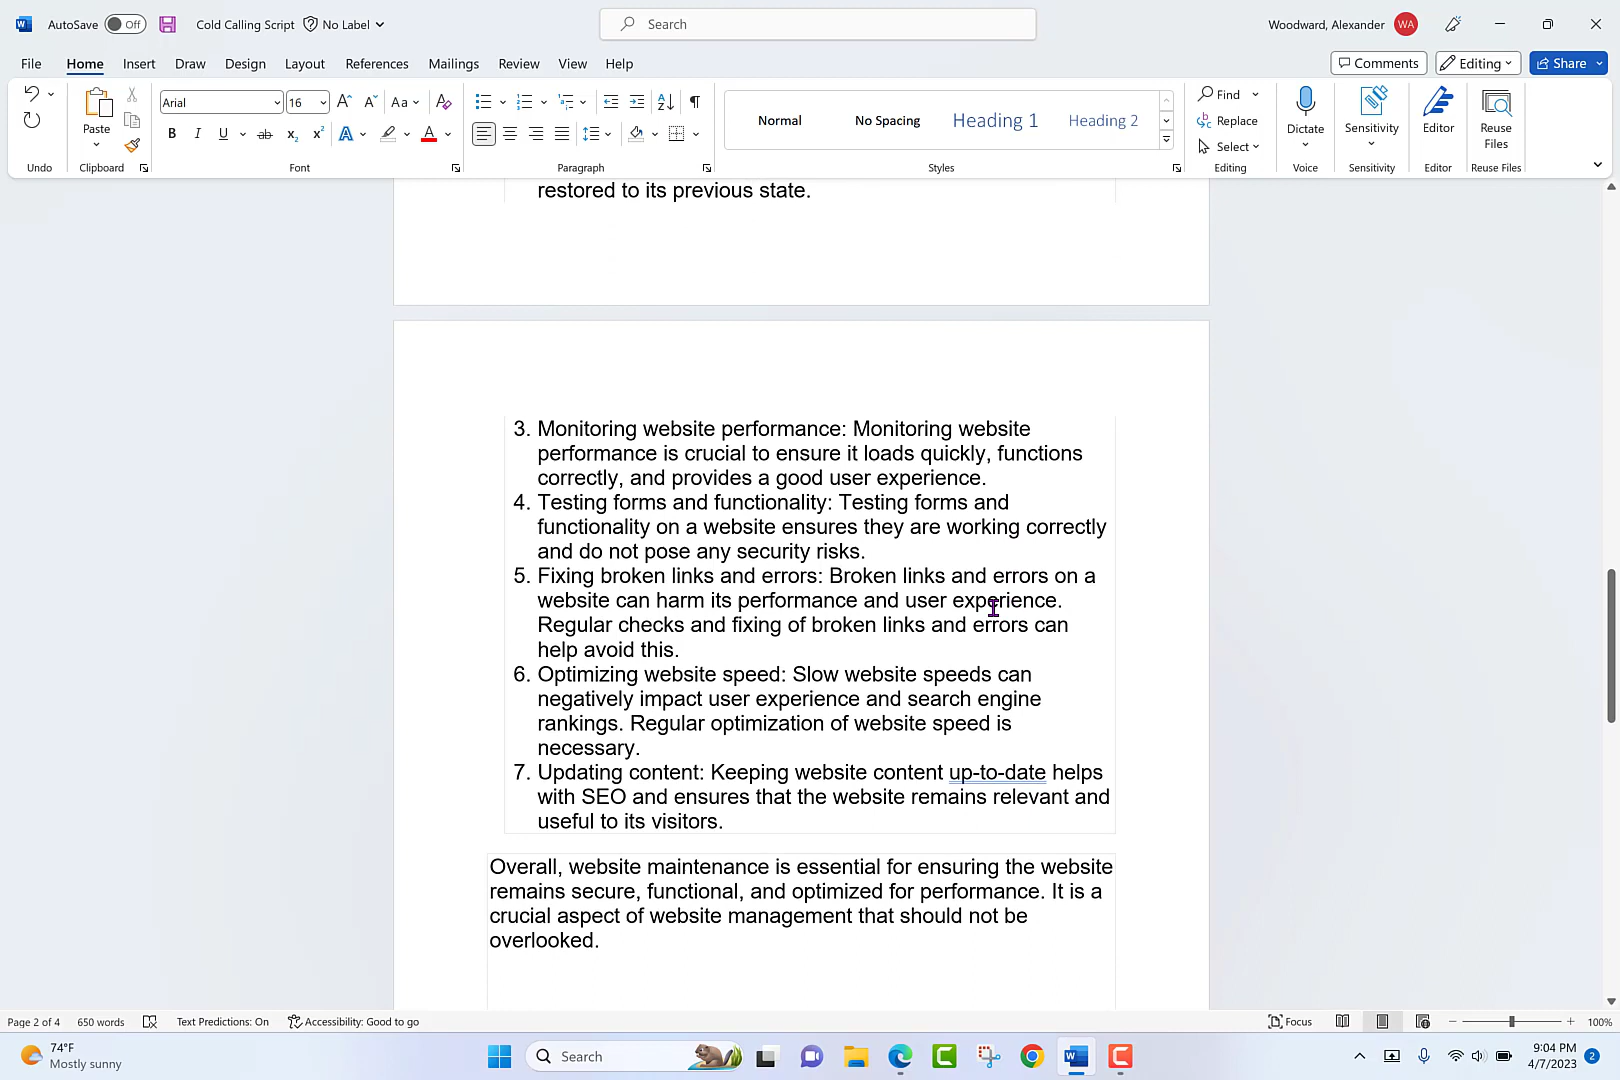 AutoSave Off Cold Calling Script No Label Search Woodward, Alexander WA
File Home Insert Draw Design Layout References Mailings Review View Help Comments Editing Share
Arial 16 Aa
Normal No Spacing Heading 1 Heading 2
Paste
B I U ab x₂ x² A A
Find
Replace
Select
Dictate Sensitivity Editor Reuse Files
Undo Clipboard Font Paragraph Styles Editing Voice Sensitivity Editor Reuse Files
restored to its previous state.
3. Monitoring website performance: Monitoring website
performance is crucial to ensure it loads quickly, functions
correctly, and provides a good user experience.
4. Testing forms and functionality: Testing forms and
functionality on a website ensures they are working correctly
and do not pose any security risks.
5. Fixing broken links and errors: Broken links and errors on a
website can harm its performance and user experience.
Regular checks and fixing of broken links and errors can
help avoid this.
6. Optimizing website speed: Slow website speeds can
negatively impact user experience and search engine
rankings. Regular optimization of website speed is
necessary.
7. Updating content: Keeping website content up-to-date helps
with SEO and ensures that the website remains relevant and
useful to its visitors.
Overall, website maintenance is essential for ensuring the website
remains secure, functional, and optimized for performance. It is a
crucial aspect of website management that should not be
overlooked.
Page 2 of 4 650 words Text Predictions: On Accessibility: Good to go Focus 100%
74°F
Mostly sunny
Search
9:04 PM
4/7/2023
2